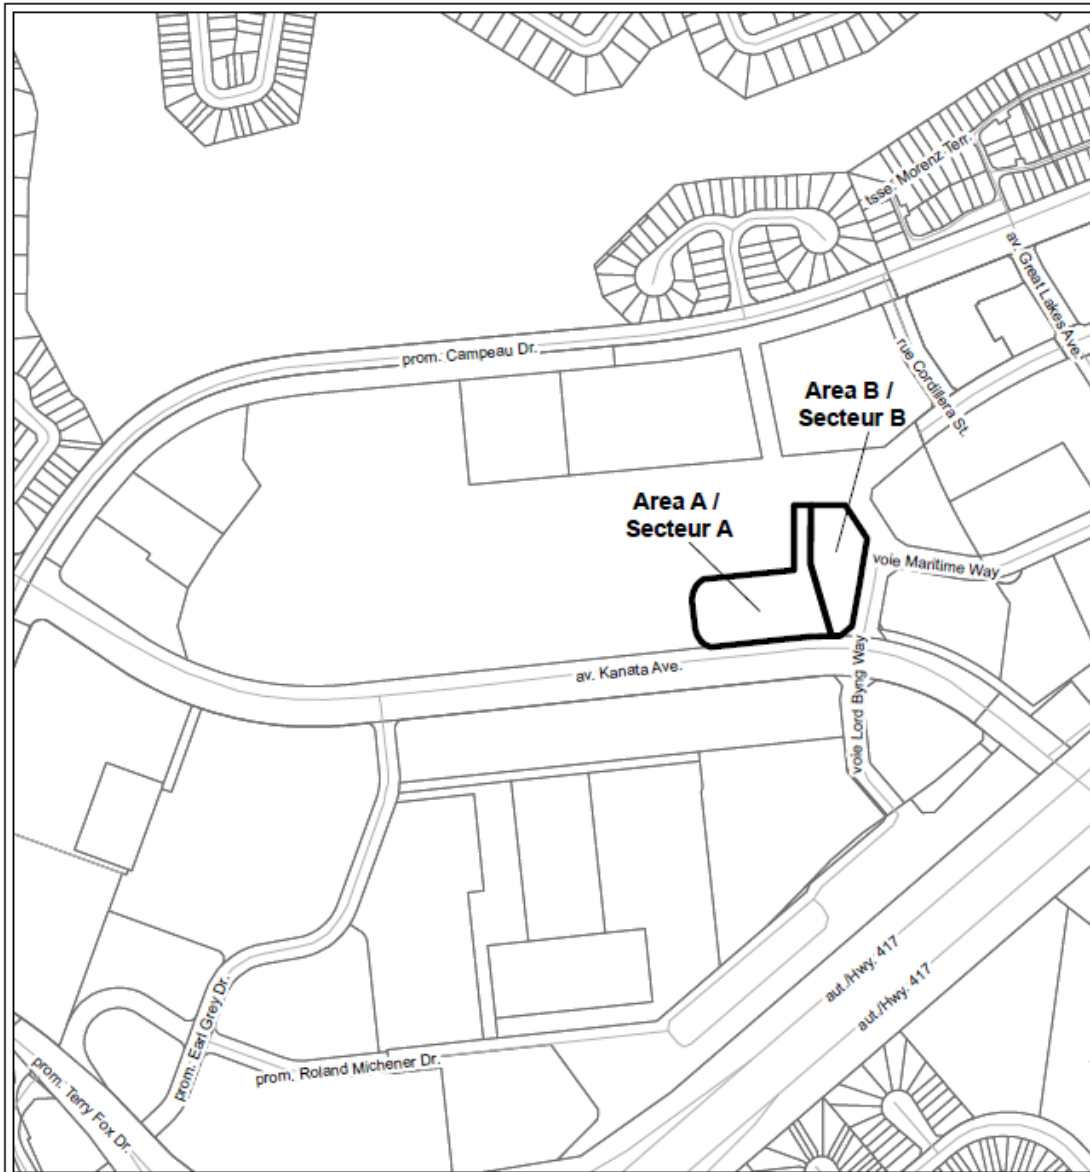 tsse. Morenz Terr.
av. Great Lakes Ave.
prom. Campeau Dr.
rue Cordillera St.
Area B /
Secteur B
Area A /
Secteur A
voie Maritime Way
av. Kanata Ave.
voie Lord Byng Way
aut./Hwy. 417
aut./Hwy. 417
prom. Earl Grey Dr.
prom. Roland Michener Dr.
prom. Terry Fox Dr.